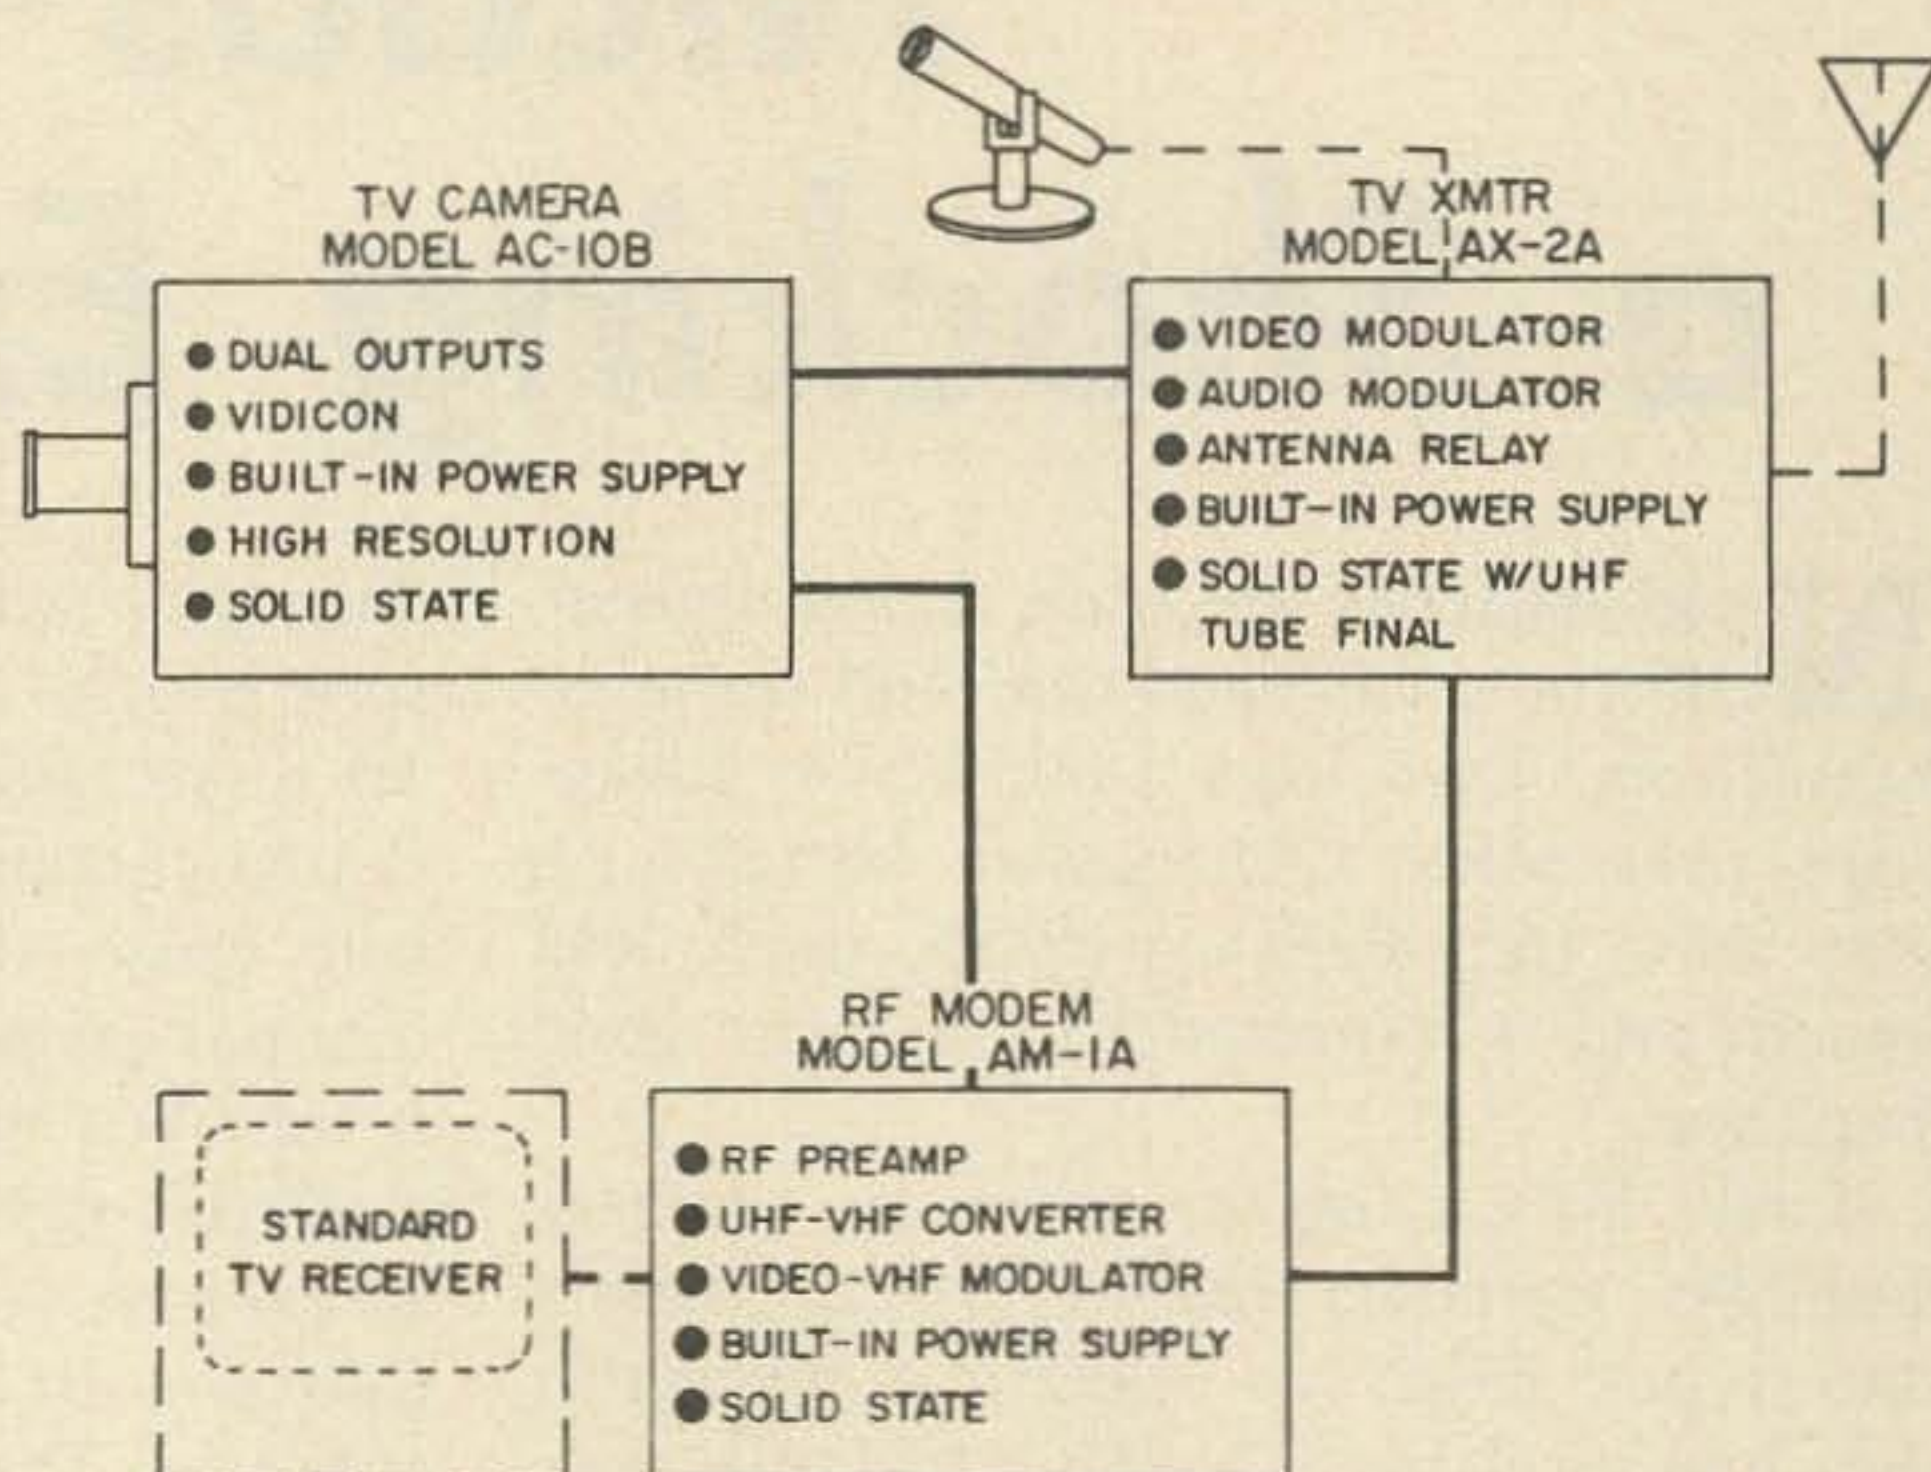 TV CAMERA
MODEL AC-10B
● DUAL OUTPUTS
● VIDICON
● BUILT-IN POWER SUPPLY
● HIGH RESOLUTION
● SOLID STATE
TV XMTR
MODEL AX-2A
● VIDEO MODULATOR
● AUDIO MODULATOR
● ANTENNA RELAY
● BUILT-IN POWER SUPPLY
● SOLID STATE W/UHF
TUBE FINAL
RF MODEM
MODEL AM-1A
● RF PREAMP
● UHF-VHF CONVERTER
● VIDEO-VHF MODULATOR
● BUILT-IN POWER SUPPLY
● SOLID STATE
STANDARD
TV RECEIVER